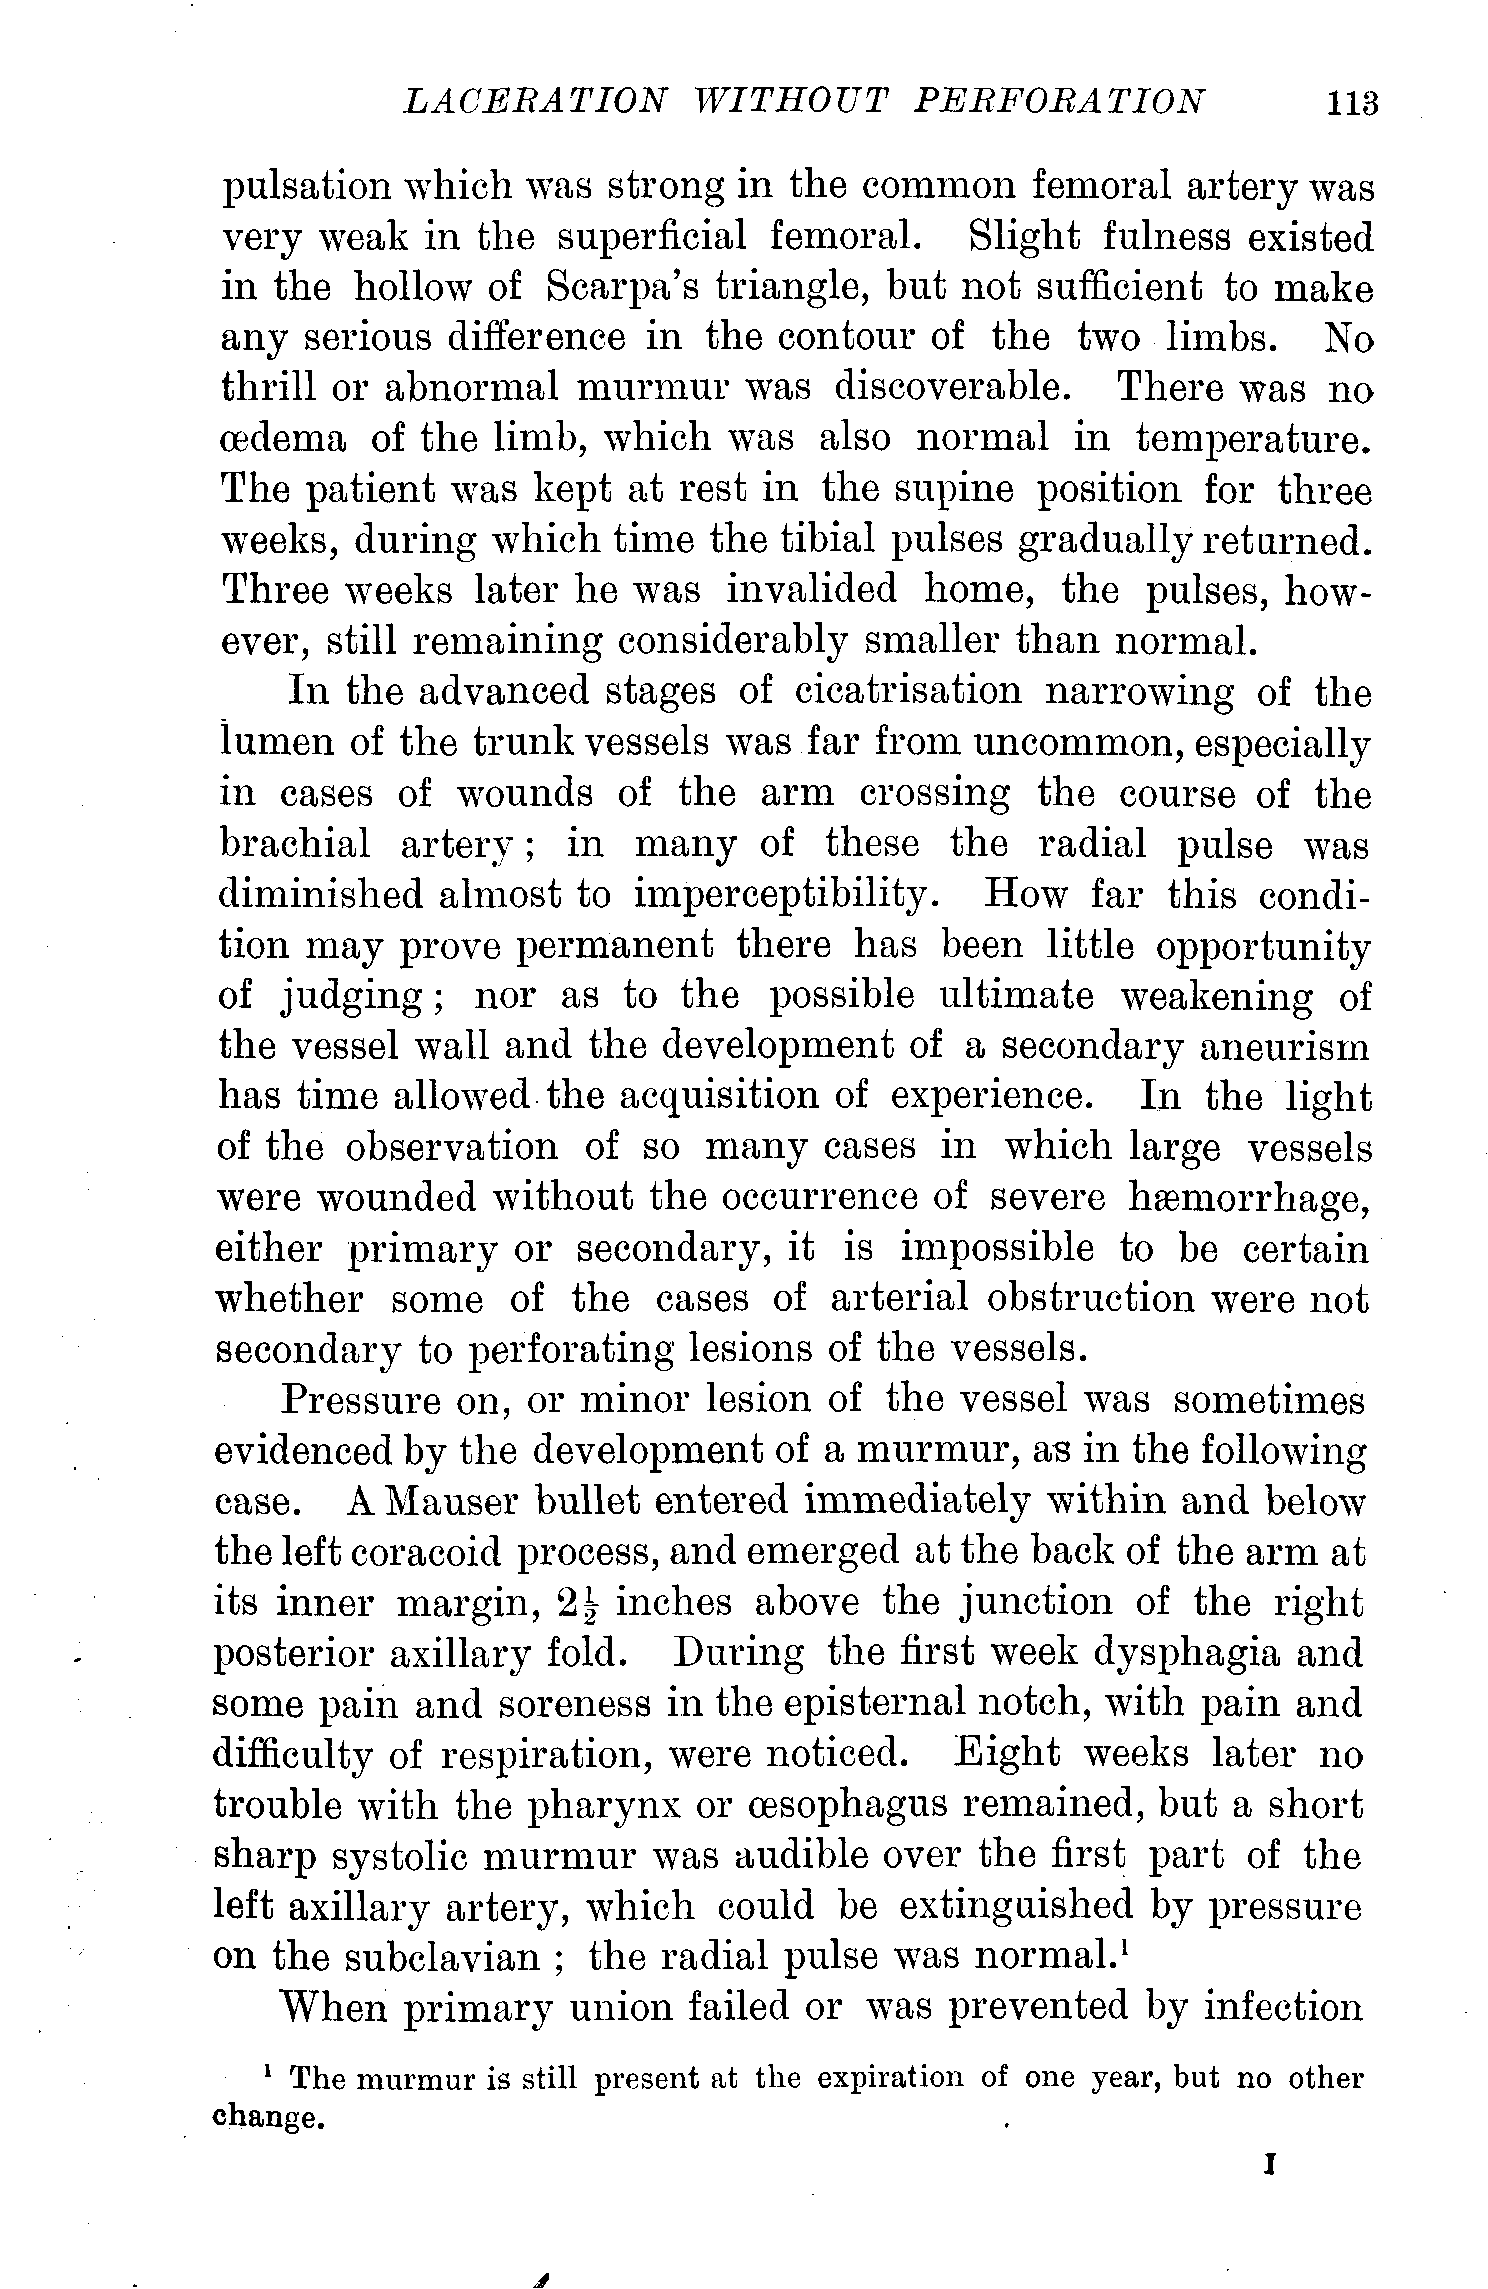 LACERATION WITHOUT PERFORATION 113
pulsation which was strong in the common femoral artery was
very weak in the superficial femoral. Slight fulness existed
in the hollow of Scarpa's triangle, but not sufficient to make
any serious difference in the contour of the two limbs. No
thrill or abnormal murmur was discoverable. There was no
œdema of the limb, which was also normal in temperature.
The patient was kept at rest in the supine position for three
weeks, during which time the tibial pulses gradually returned.
Three weeks later he was invalided home, the pulses, how-
ever, still remaining considerably smaller than normal.
In the advanced stages of cicatrisation narrowing of the
lumen of the trunk vessels was far from uncommon, especially
in cases of wounds of the arm crossing the course of the
brachial artery ; in many of these the radial pulse was
diminished almost to imperceptibility. How far this condi-
tion may prove permanent there has been little opportunity
of judging ; nor as to the possible ultimate weakening of
the vessel wall and the development of a secondary aneurism
has time allowed the acquisition of experience. In the light
of the observation of so many cases in which large vessels
were wounded without the occurrence of severe hæmorrhage,
either primary or secondary, it is impossible to be certain
whether some of the cases of arterial obstruction were not
secondary to perforating lesions of the vessels.
Pressure on, or minor lesion of the vessel was sometimes
evidenced by the development of a murmur, as in the following
case. A Mauser bullet entered immediately within and below
the left coracoid process, and emerged at the back of the arm at
its inner margin, 2½ inches above the junction of the right
posterior axillary fold. During the first week dysphagia and
some pain and soreness in the episternal notch, with pain and
difficulty of respiration, were noticed. Eight weeks later no
trouble with the pharynx or œsophagus remained, but a short
sharp systolic murmur was audible over the first part of the
left axillary artery, which could be extinguished by pressure
on the subclavian ; the radial pulse was normal.¹
When primary union failed or was prevented by infection
¹ The murmur is still present at the expiration of one year, but no other
change.
I